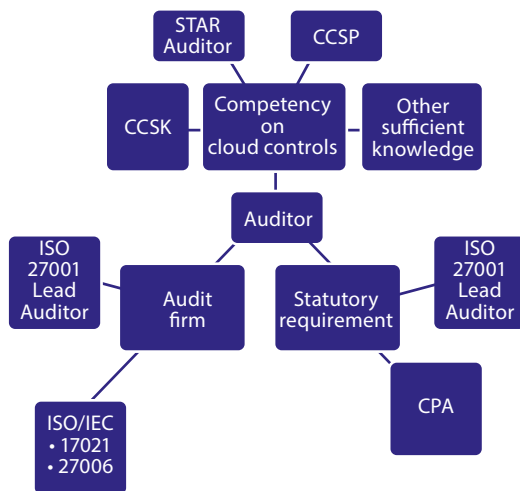 STAR
Auditor
CCSP
CCSK
Competency
on
cloud controls
Other
sufficient
knowledge
Auditor
ISO
27001
Lead
Auditor
Audit
firm
Statutory
requirement
ISO
27001
Lead
Auditor
ISO/IEC
• 17021
• 27006
CPA